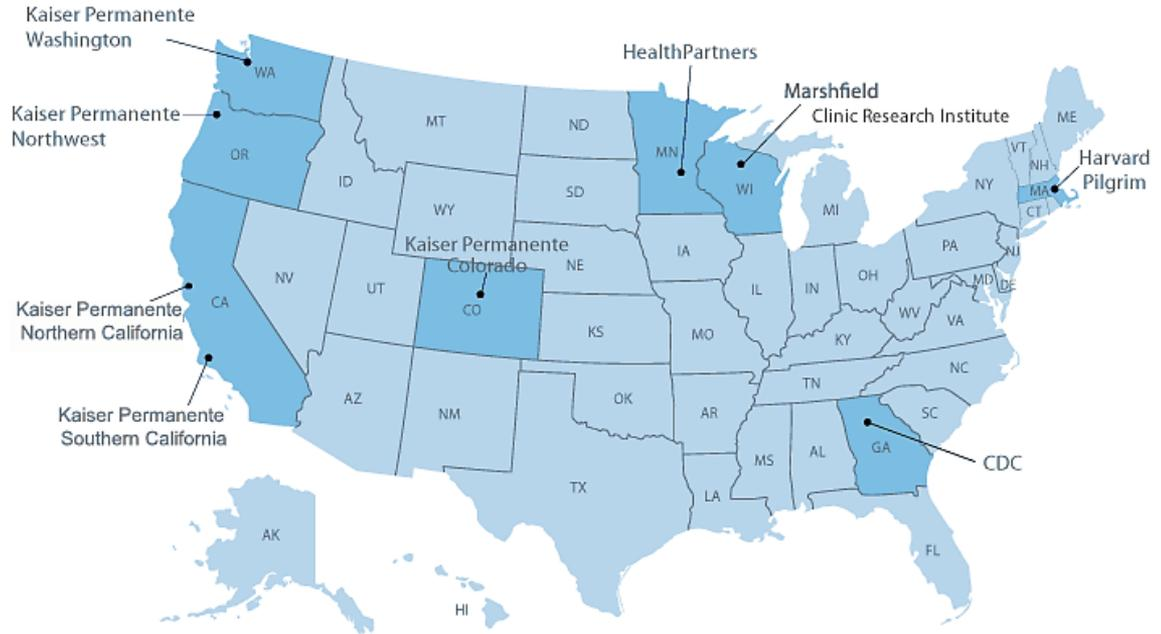 Kaiser Permanente
Washington
HealthPartners
WA
Marshfield
Clinic Research Institute
Kaiser Permanente
Northwest
MT
ND
ME
OR
MN
VT
NH
Harvard
Pilgrim
ID
SD
WI
NY
MA
WY
MI
CT
Kaiser Permanente
Colorado
IA
PA
NJ
NE
NV
UT
IL
IN
OH
MD
DE
Kaiser Permanente
Northern California
CA
CO
WV
VA
KS
MO
KY
NC
TN
AZ
NM
OK
AR
SC
Kaiser Permanente
Southern California
MS
AL
GA
CDC
TX
LA
AK
FL
HI